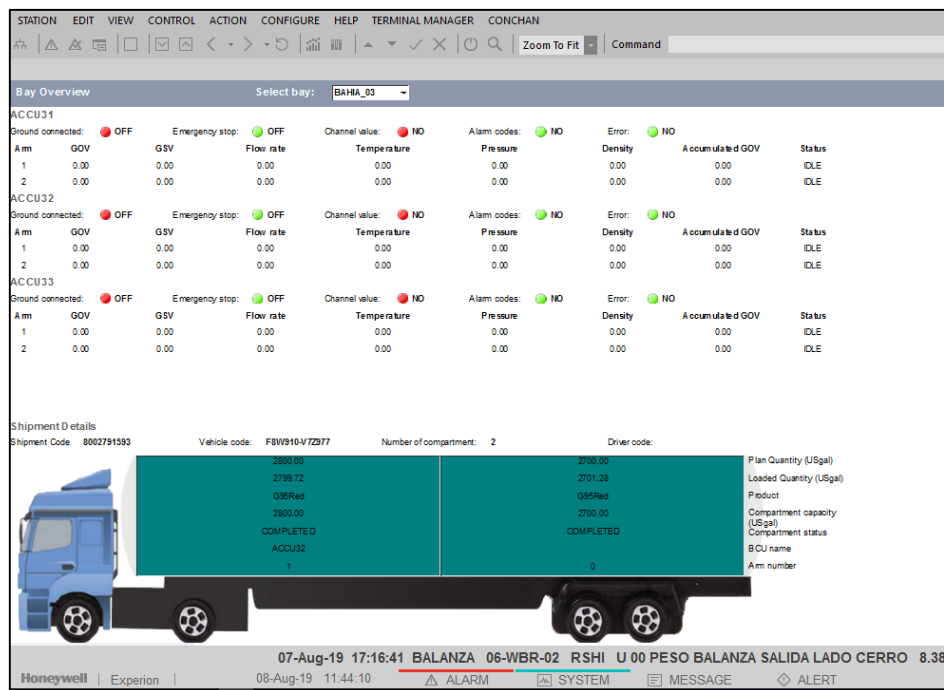 STATION EDIT VIEW CONTROL ACTION CONFIGURE HELP TERMINAL MANAGER CONCHAN
Zoom To Fit Command
Bay Overview Select bay: BAHIA_03
ACCU31
Ground connected: OFF Emergency stop: OFF Channel value: NO Alarm codes: NO Error: NO
Arm GOV GSV Flow rate Temperature Pressure Density Accumulated GOV Status
1 0.00 0.00 0.00 0.00 0.00 0.00 0.00 IDLE
2 0.00 0.00 0.00 0.00 0.00 0.00 0.00 IDLE
ACCU32
Ground connected: OFF Emergency stop: OFF Channel value: NO Alarm codes: NO Error: NO
Arm GOV GSV Flow rate Temperature Pressure Density Accumulated GOV Status
1 0.00 0.00 0.00 0.00 0.00 0.00 0.00 IDLE
2 0.00 0.00 0.00 0.00 0.00 0.00 0.00 IDLE
ACCU33
Ground connected: OFF Emergency stop: OFF Channel value: NO Alarm codes: NO Error: NO
Arm GOV GSV Flow rate Temperature Pressure Density Accumulated GOV Status
1 0.00 0.00 0.00 0.00 0.00 0.00 0.00 IDLE
2 0.00 0.00 0.00 0.00 0.00 0.00 0.00 IDLE
Shipment Details
Shipment Code 8002791593 Vehicle code: F8W910-V7Z977 Number of compartment: 2 Driver code:
2800.00 2700.00 Plan Quantity (USgal)
2799.72 2701.28 Loaded Quantity (USgal)
G95Red G95Red Product
2800.00 2700.00 Compartment capacity
(USgal)
COMPLETED COMPLETED Compartment status
ACCU32 BCU name
1 0 Arm number
07-Aug-19 17:16:41 BALANZA 06-WBR-02 RSHI U 00 PESO BALANZA SALIDA LADO CERRO 8.38
Honeywell | Experion | 08-Aug-19 11:44:10 ALARM SYSTEM MESSAGE ALERT